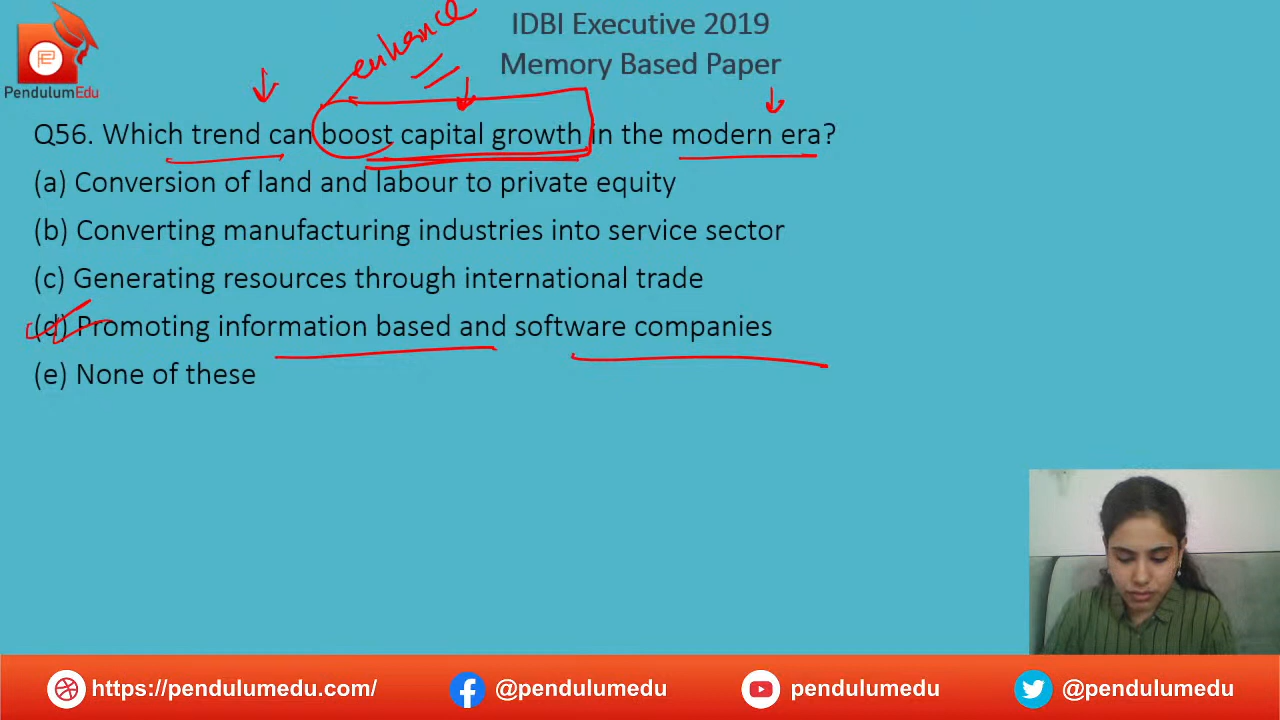 IDBI Executive 2019
Memory Based Paper
PendulumEdu
enhance
Q56. Which trend can boost capital growth in the modern era?
(a) Conversion of land and labour to private equity
(b) Converting manufacturing industries into service sector
(c) Generating resources through international trade
(d) Promoting information based and software companies
(e) None of these
https://pendulumedu.com/
@pendulumedu
pendulumedu
@pendulumedu